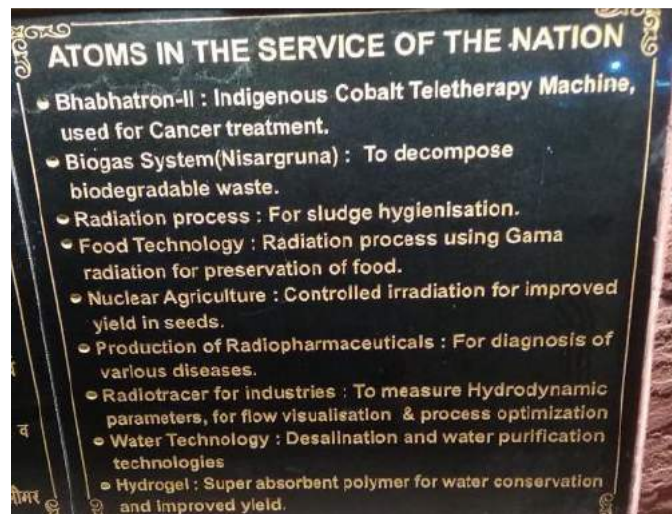 ATOMS IN THE SERVICE OF THE NATION
Bhabhatron-II : Indigenous Cobalt Teletherapy Machine,
used for Cancer treatment.
Biogas System(Nisargruna) : To decompose
biodegradable waste.
Radiation process : For sludge hygienisation.
Food Technology : Radiation process using Gama
radiation for preservation of food.
Nuclear Agriculture : Controlled irradiation for improved
yield in seeds.
Production of Radiopharmaceuticals : For diagnosis of
various diseases.
Radiotracer for industries : To measure Hydrodynamic
parameters, for flow visualisation & process optimization
Water Technology : Desalination and water purification
technologies
Hydrogel : Super absorbent polymer for water conservation
and improved yield.
व